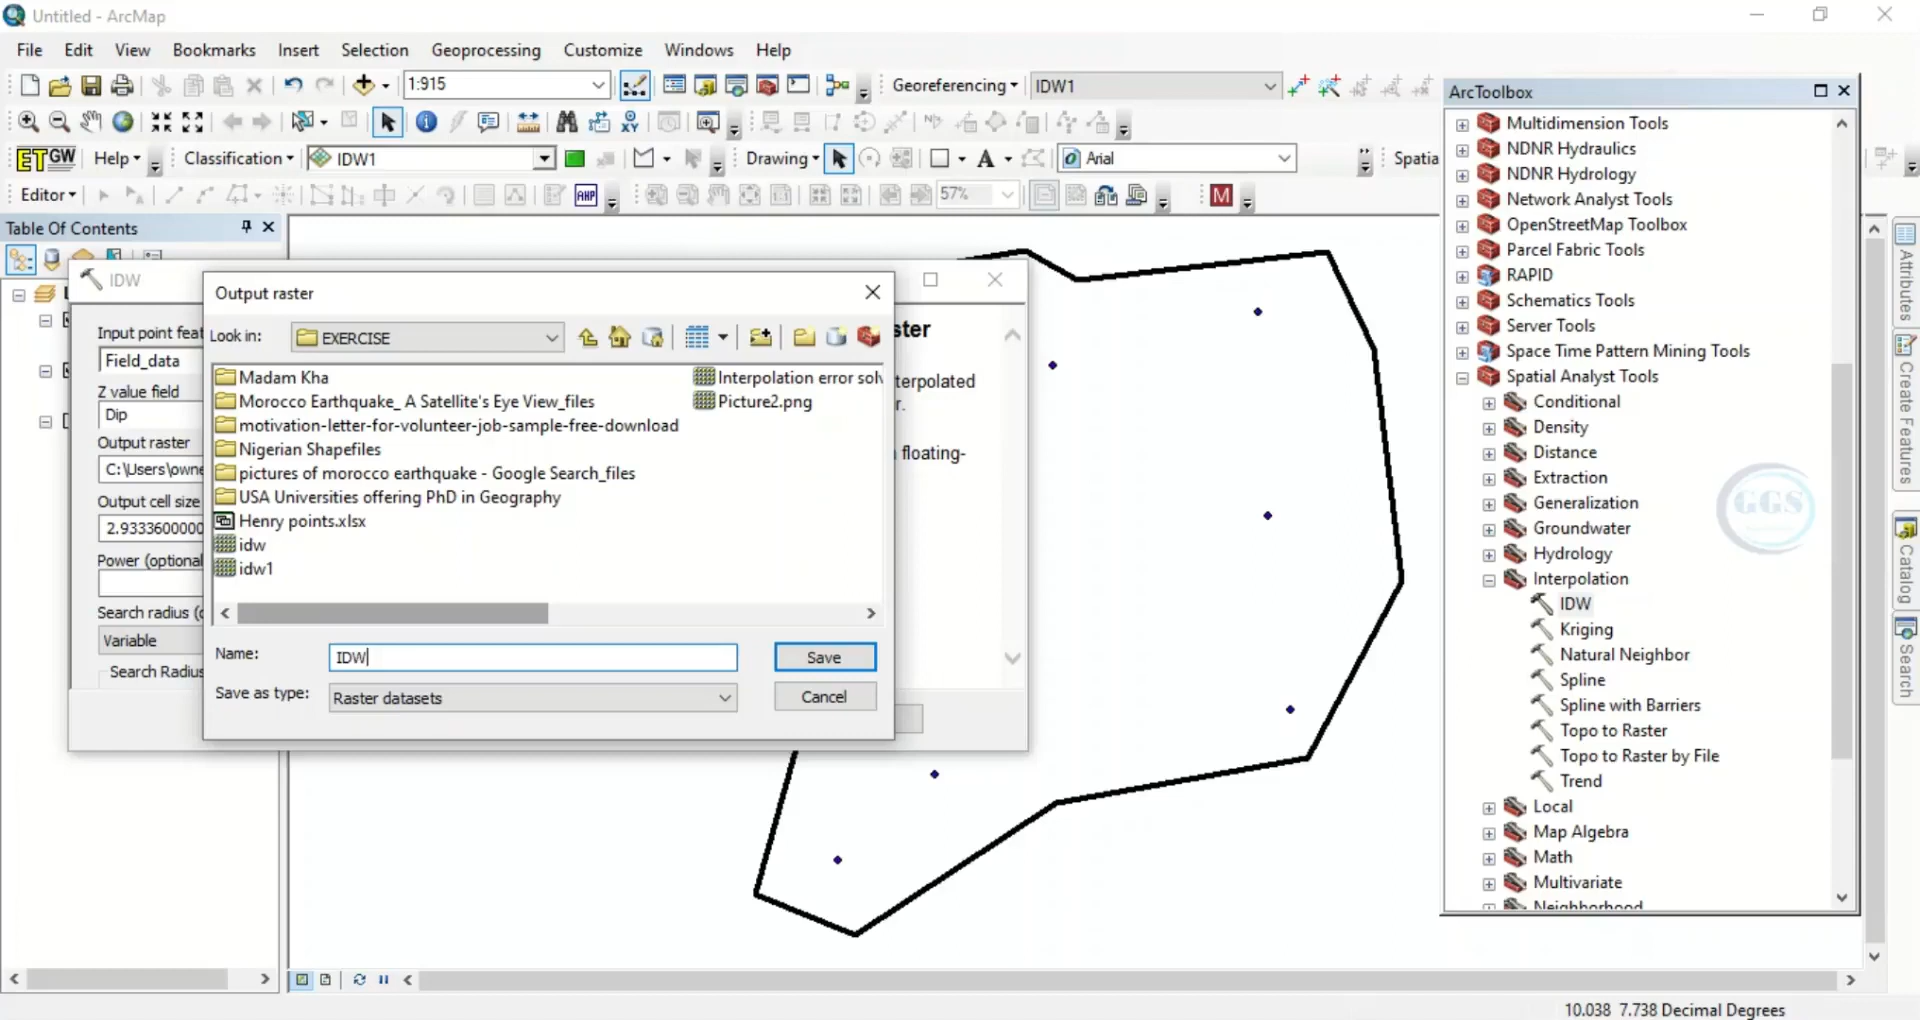 Untitled - ArcMap
File Edit View Bookmarks Insert Selection Geoprocessing Customize Windows Help
1:915 Georeferencing IDW1
ETGW Help Classification IDW1 Drawing A Arial Spatia
Editor AHP 57% M
Table Of Contents
IDW
Input point feat
Field_data
Z value field
Dip
Output raster
C:\Users\owne
Output cell size
2.9333600000
Power (optional
Search radius (o
Variable
Search Radius
Output raster
Look in: EXERCISE
Madam Kha
Morocco Earthquake_ A Satellite's Eye View_files
motivation-letter-for-volunteer-job-sample-free-download
Nigerian Shapefiles
pictures of morocco earthquake - Google Search_files
USA Universities offering PhD in Geography
Henry points.xlsx
idw
idw1
Interpolation error solv
Picture2.png
Name: IDW
Save
Save as type: Raster datasets
Cancel
ster
terpolated
r.
floating-
ArcToolbox
Multidimension Tools
NDNR Hydraulics
NDNR Hydrology
Network Analyst Tools
OpenStreetMap Toolbox
Parcel Fabric Tools
RAPID
Schematics Tools
Server Tools
Space Time Pattern Mining Tools
Spatial Analyst Tools
Conditional
Density
Distance
Extraction
Generalization
Groundwater
Hydrology
Interpolation
IDW
Kriging
Natural Neighbor
Spline
Spline with Barriers
Topo to Raster
Topo to Raster by File
Trend
Local
Map Algebra
Math
Multivariate
Neighborhood
GGS
Attributes
Create Features
Catalog
Search
10.038 7.738 Decimal Degrees